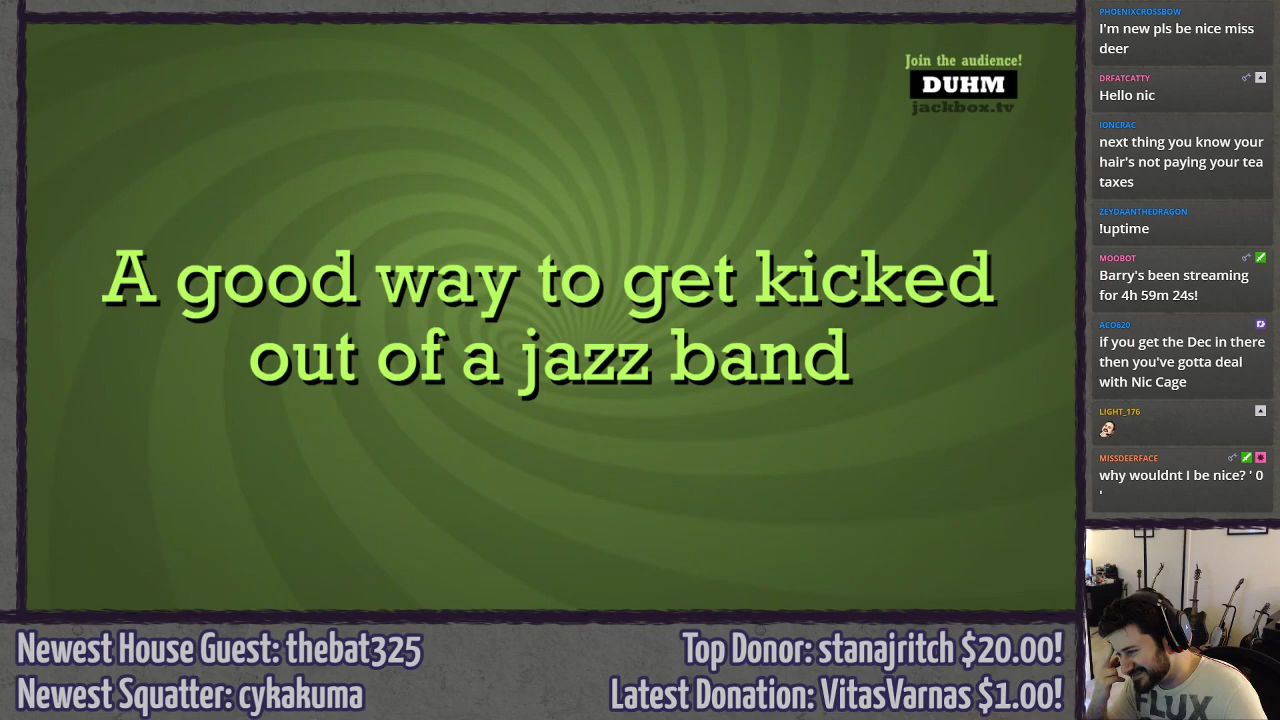 Join the audience!
DUHM
jackbox.tv
A good way to get kicked
out of a jazz band
PHOENIXCROSSBOW
I'm new pls be nice miss
deer
DRFATCATTY
Hello nic
IONCRAC
next thing you know your
hair's not paying your tea
taxes
ZEYDAANTHEDRAGON
!uptime
MOOBOT
Barry's been streaming
for 4h 59m 24s!
ACO620
if you get the Dec in there
then you've gotta deal
with Nic Cage
LIGHT_176
MISSDEERFACE
why wouldnt I be nice? ' 0
'
FLUX
Newest House Guest: thebat325
Top Donor: stanajritch $20.00!
Newest Squatter: cykakuma
Latest Donation: VitasVarnas $1.00!